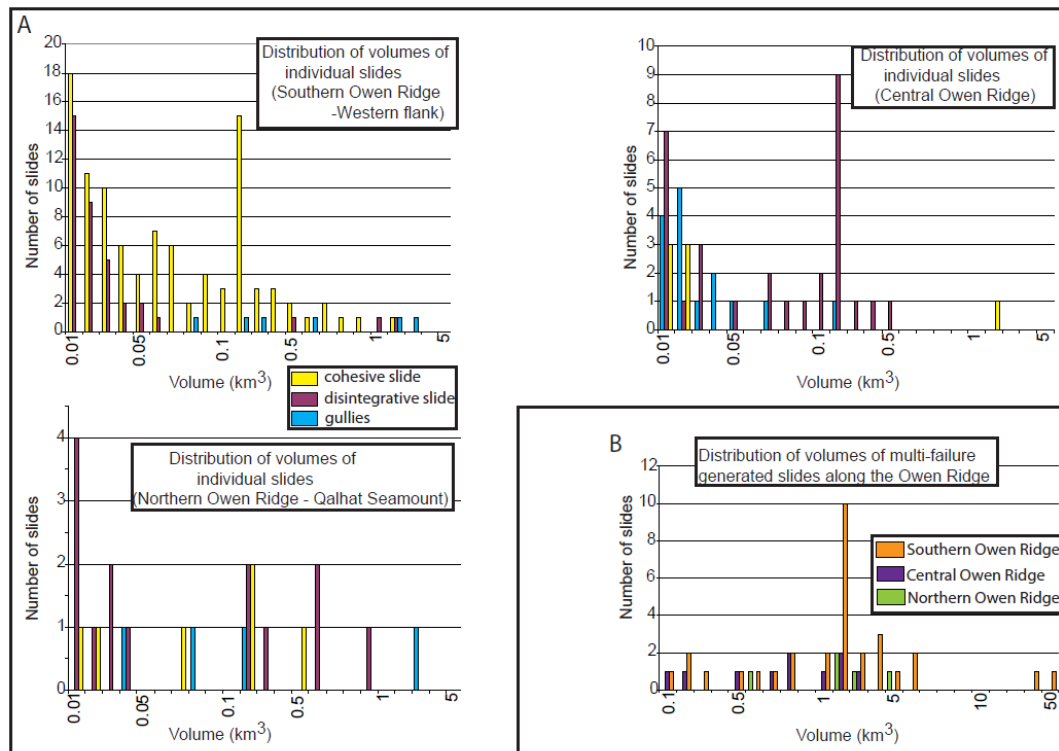 A
Distribution of volumes of
individual slides
(Southern Owen Ridge
-Western flank)
Number of slides
20
18
16
14
12
10
8
6
4
2
0
0.01
0.05
0.1
0.5
1
5
Volume (km³)
Distribution of volumes of
individual slides
(Central Owen Ridge)
Number of slides
10
9
8
7
6
5
4
3
2
1
0
0.01
0.05
0.1
0.5
1
5
Volume (km³)
cohesive slide
disintegrative slide
gullies
Distribution of volumes of
individual slides
(Northern Owen Ridge - Qalhat Seamount)
Number of slides
4
3
2
1
0
0.01
0.05
0.1
0.5
1
5
Volume (km³)
B
Distribution of volumes of multi-failure
generated slides along the Owen Ridge
Number of slides
12
10
8
6
4
2
0
Southern Owen Ridge
Central Owen Ridge
Northern Owen Ridge
0.1
0.5
1
5
10
50
Volume (km³)